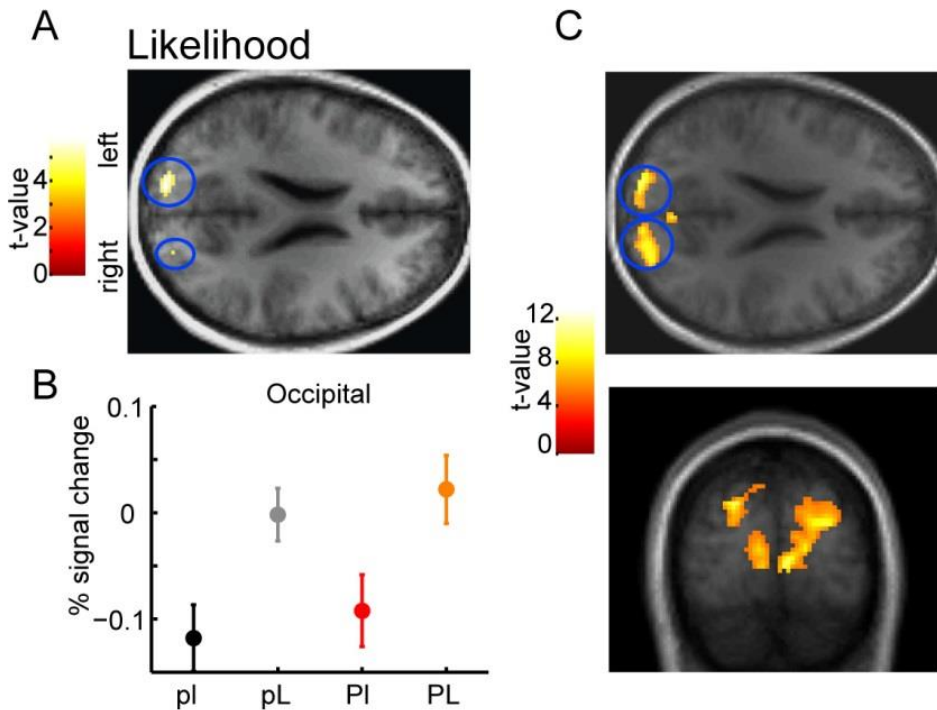 A
Likelihood
left
right
t-value
4
2
0
B
Occipital
0.1
0
−0.1
% signal change
pl
pL
Pl
PL
C
12
8
4
0
t-value